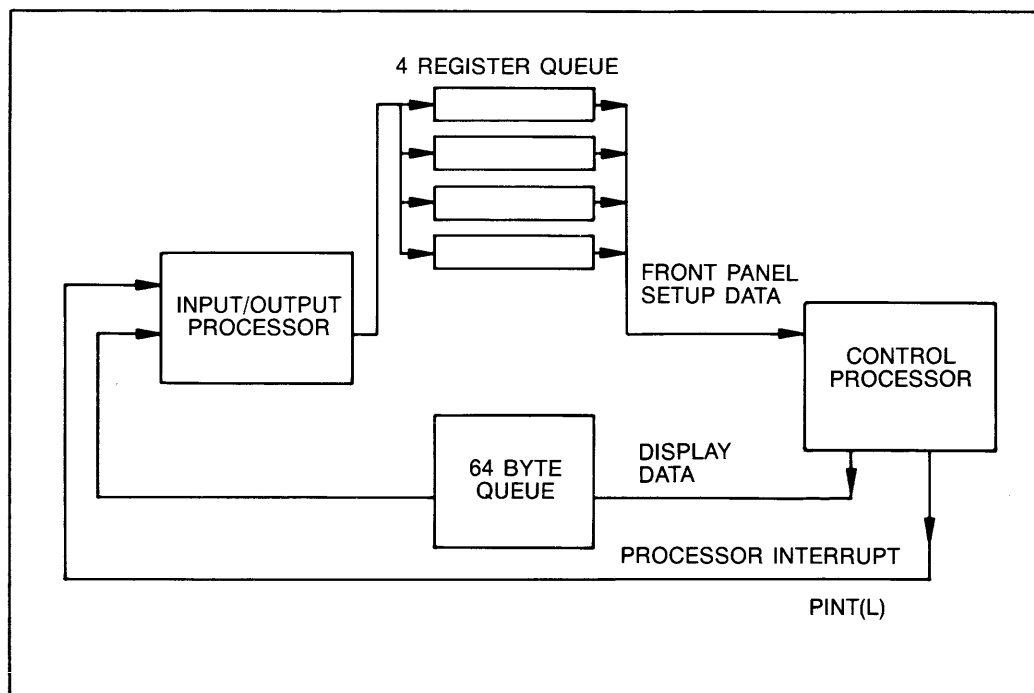 4 REGISTER QUEUE
FRONT PANEL
SETUP DATA
INPUT/OUTPUT
PROCESSOR
CONTROL
PROCESSOR
64 BYTE
QUEUE
DISPLAY
DATA
PROCESSOR INTERRUPT
PINT(L)